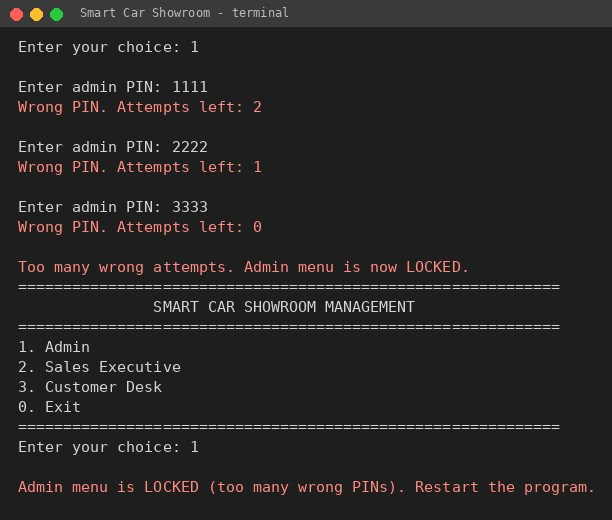 Smart Car Showroom - terminal
Enter your choice: 1
Enter admin PIN: 1111
Wrong PIN. Attempts left: 2
Enter admin PIN: 2222
Wrong PIN. Attempts left: 1
Enter admin PIN: 3333
Wrong PIN. Attempts left: 0
Too many wrong attempts. Admin menu is now LOCKED.
============================================================
SMART CAR SHOWROOM MANAGEMENT
============================================================
1. Admin
2. Sales Executive
3. Customer Desk
0. Exit
============================================================
Enter your choice: 1
Admin menu is LOCKED (too many wrong PINs). Restart the program.